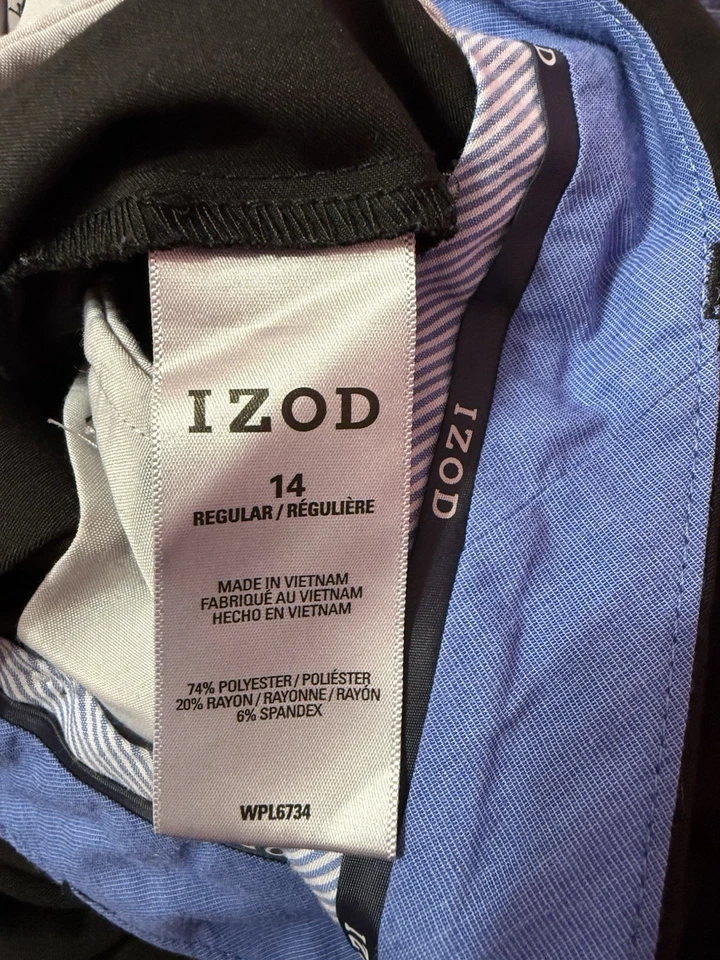 IZOD
14
REGULAR / RÉGULIÈRE
MADE IN VIETNAM
FABRIQUÉ AU VIETNAM
HECHO EN VIETNAM
74% POLYESTER / POLIÉSTER
20% RAYON / RAYONNE / RAYÓN
6% SPANDEX
WPL6734
IZOD